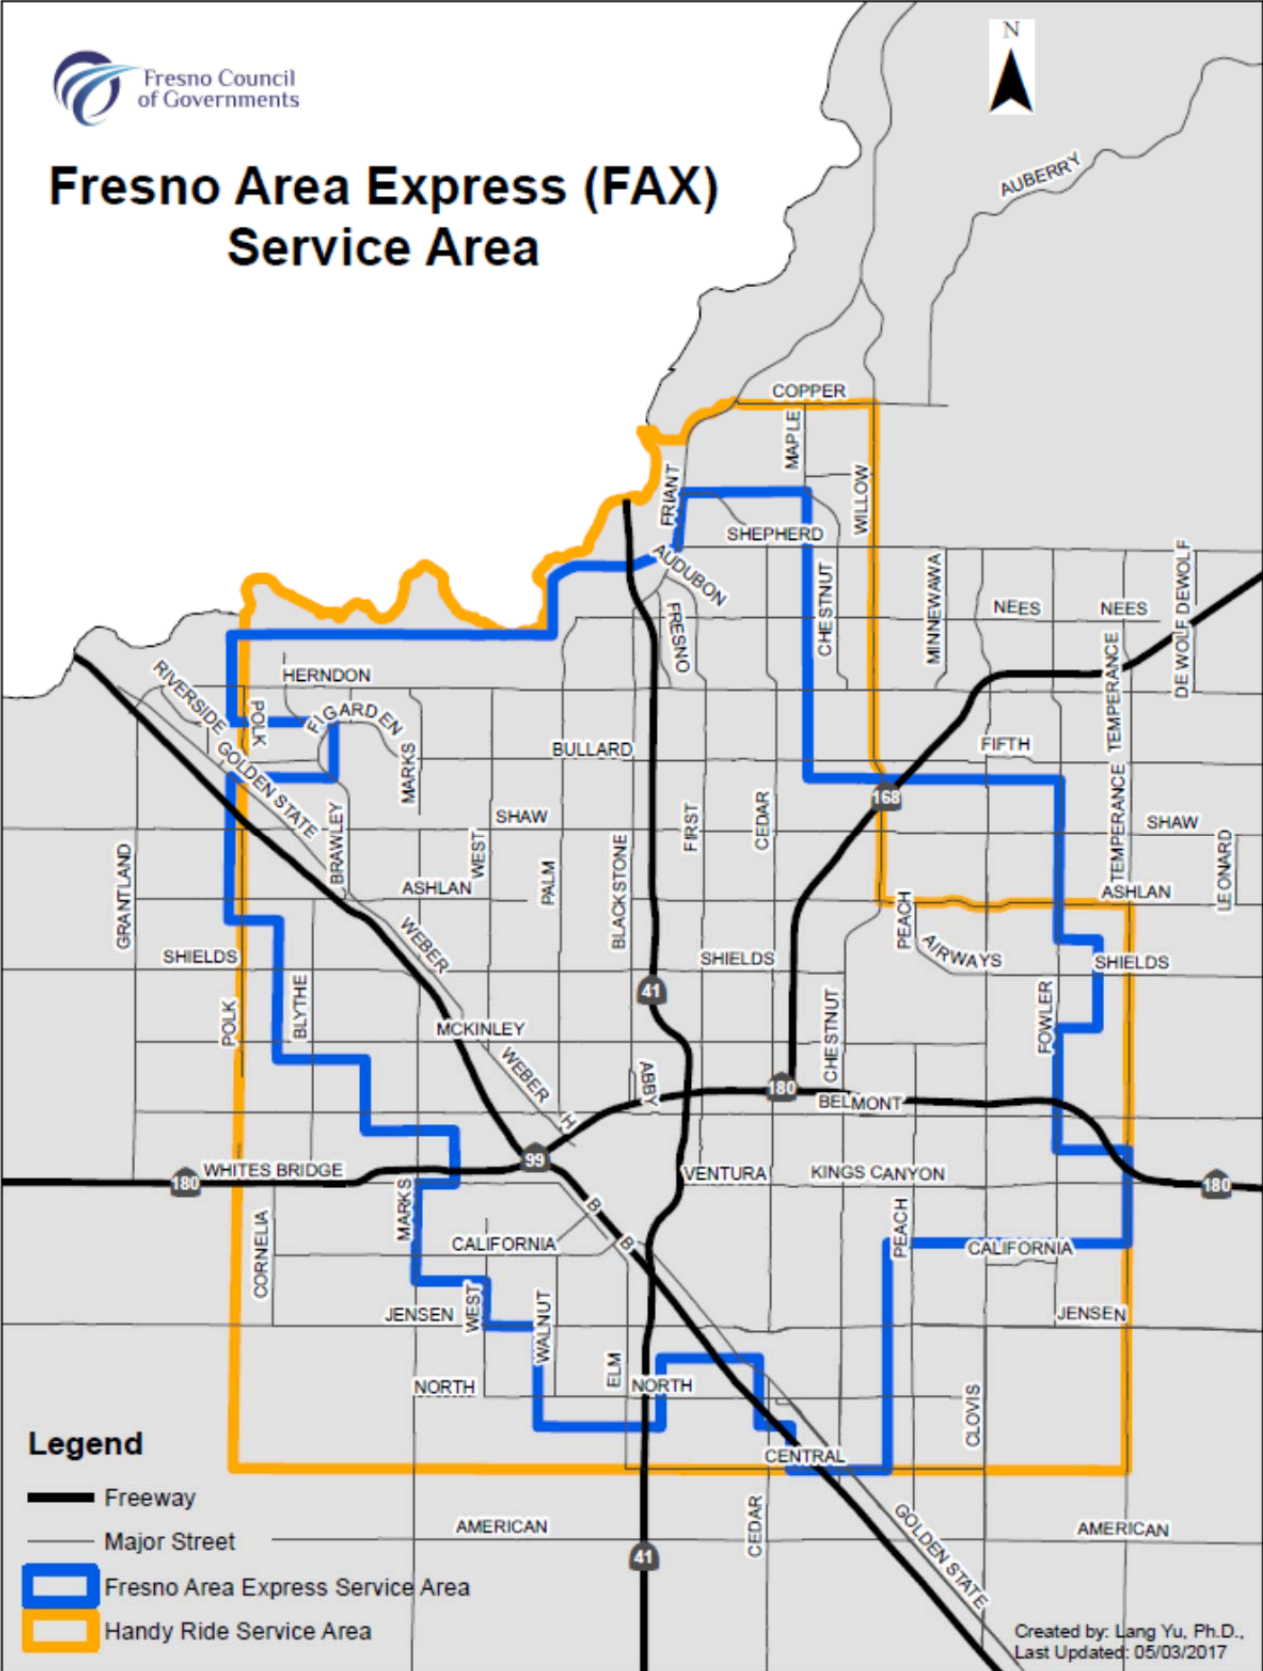 Fresno Council
of Governments
N
Fresno Area Express (FAX)
Service Area
AUBERRY
COPPER
MAPLE
FRIANT
WILLOW
SHEPHERD
AUDUBON
FRESNO
CHESTNUT
MINNEWAWA
NEES
NEES
DE WOLF DEWOLF
HERNDON
RIVERSIDE
POLK
FIGARDEN
TEMPERANCE
GOLDEN STATE
MARKS
BULLARD
FIFTH
168
BRAWLEY
SHAW
WEST
FIRST
CEDAR
TEMPERANCE
SHAW
GRANTLAND
ASHLAN
PALM
BLACKSTONE
ASHLAN
LEONARD
PEACH
WEBER
AIRWAYS
SHIELDS
SHIELDS
SHIELDS
41
POLK
BLYTHE
MCKINLEY
CHESTNUT
FOWLER
WEBER
ABBY
180
BELMONT
H
99
WHITES BRIDGE
180
VENTURA
KINGS CANYON
180
MARKS
B
PEACH
CORNELIA
CALIFORNIA
B
CALIFORNIA
JENSEN
WEST
WALNUT
JENSEN
NORTH
ELM
NORTH
CLOVIS
CENTRAL
Legend
Freeway
Major Street
Fresno Area Express Service Area
Handy Ride Service Area
AMERICAN
CEDAR
GOLDEN STATE
AMERICAN
41
Created by: Lang Yu, Ph.D.,
Last Updated: 05/03/2017